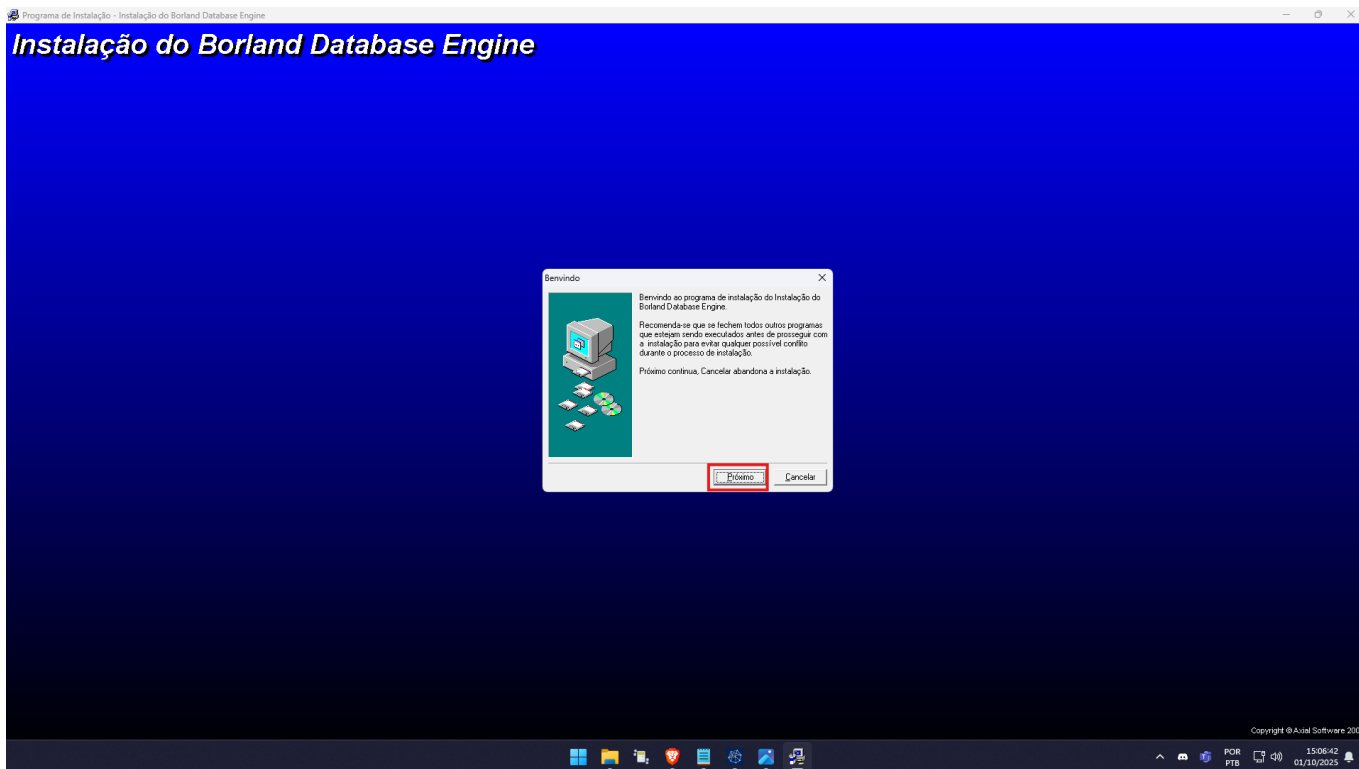 Programa de Instalação - Instalação do Borland Database Engine
Instalação do Borland Database Engine
Benvindo
Benvindo ao programa de instalação do Instalação do
Borland Database Engine.
Recomenda-se que se fechem todos outros programas
que estejam sendo executados antes de prosseguir com
a instalação para evitar qualquer possível conflito
durante o processo de instalação.
Próximo continua, Cancelar abandona a instalação.
Próximo
Cancelar
Copyright © Axial Software 200
POR
PTB
15:06:42
01/10/2025